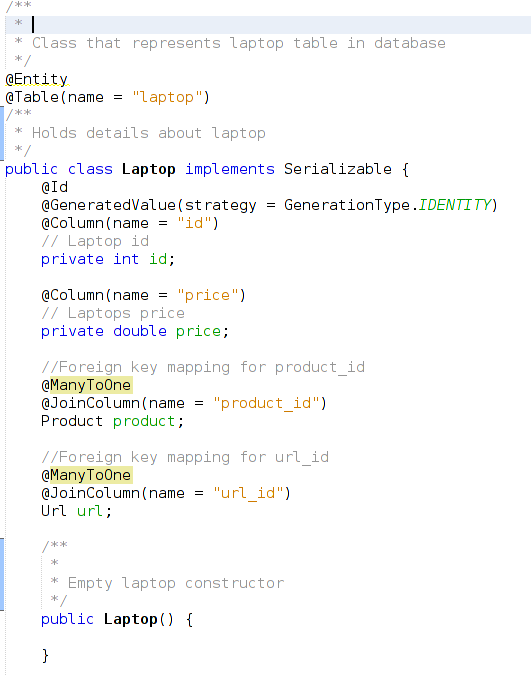 /**
 *
 * Class that represents laptop table in database
 */
@Entity
@Table(name = "laptop")
/**
 * Holds details about laptop
 */
public class Laptop implements Serializable {
    @Id
    @GeneratedValue(strategy = GenerationType.IDENTITY)
    @Column(name = "id")
    // Laptop id
    private int id;

    @Column(name = "price")
    // Laptops price
    private double price;

    //Foreign key mapping for product_id
    @ManyToOne
    @JoinColumn(name = "product_id")
    Product product;

    //Foreign key mapping for url_id
    @ManyToOne
    @JoinColumn(name = "url_id")
    Url url;

    /**
     *
     * Empty laptop constructor
     */
    public Laptop() {

    }